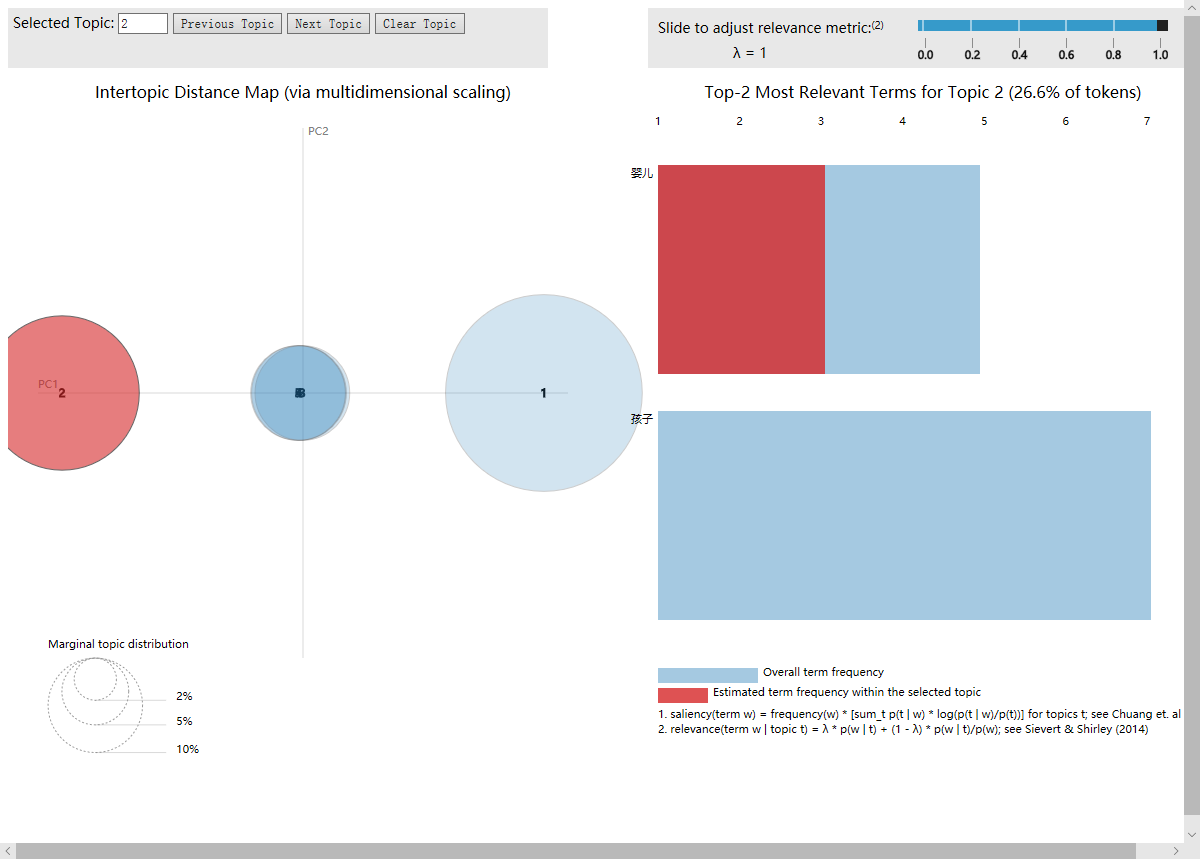 Selected Topic: 2 Previous Topic Next Topic Clear Topic
Slide to adjust relevance metric:(2)
λ = 1
0.0 0.2 0.4 0.6 0.8 1.0
Intertopic Distance Map (via multidimensional scaling)
PC2
PC1
2
1
Marginal topic distribution
2%
5%
10%
Top-2 Most Relevant Terms for Topic 2 (26.6% of tokens)
1 2 3 4 5 6 7
婴儿
孩子
Overall term frequency
Estimated term frequency within the selected topic
1. saliency(term w) = frequency(w) * [sum_t p(t | w) * log(p(t | w)/p(t))] for topics t; see Chuang et. al
2. relevance(term w | topic t) = λ * p(w | t) + (1 - λ) * p(w | t)/p(w); see Sievert & Shirley (2014)